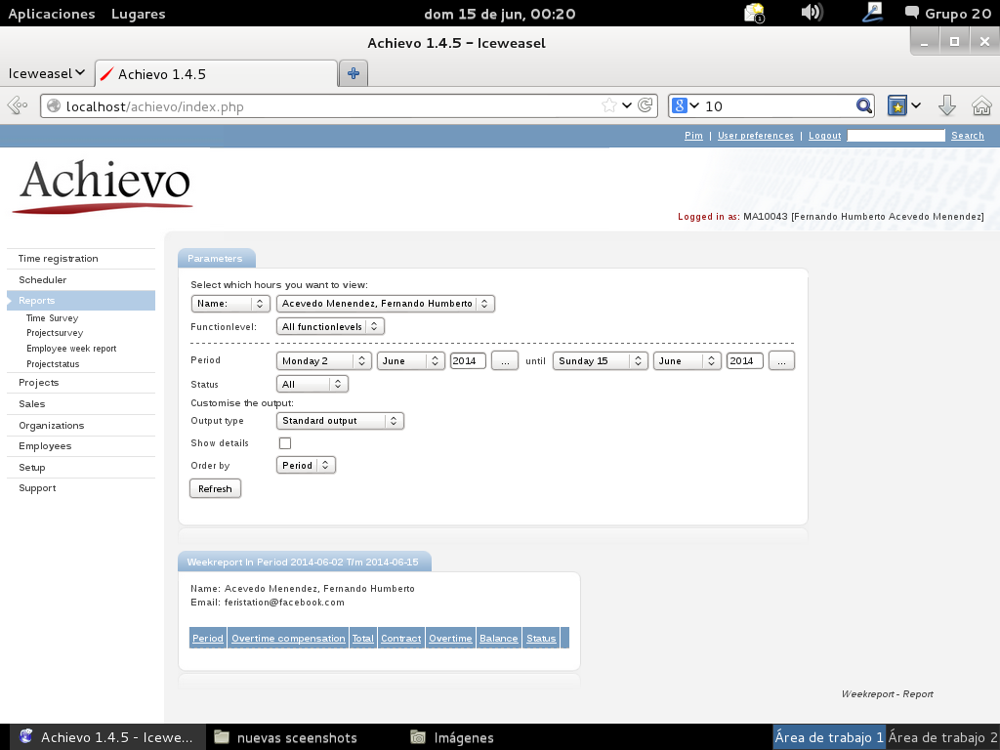 Aplicaciones Lugares dom 15 de jun, 00:20 1 Grupo 20
Achievo 1.4.5 - Iceweasel
Iceweasel Achievo 1.4.5
localhost/achievo/index.php 8 10
Pim | User preferences | Logout Search
Achievo
Logged in as: MA10043 [Fernando Humberto Acevedo Menendez]
Time registration
Scheduler
Reports
Time Survey
Projectsurvey
Employee week report
Projectstatus
Projects
Sales
Organizations
Employees
Setup
Support
Parameters
Select which hours you want to view:
Name: Acevedo Menendez, Fernando Humberto
Functionlevel: All functionlevels
Period Monday 2 June 2014 ... until Sunday 15 June 2014 ...
Status All
Customise the output:
Output type Standard output
Show details
Order by Period
Refresh
Weekreport In Period 2014-06-02 T/m 2014-06-15
Name: Acevedo Menendez, Fernando Humberto
Email: feristation@facebook.com
Period Overtime compensation Total Contract Overtime Balance Status
Weekreport - Report
Achievo 1.4.5 - Icewe... nuevas sceenshots Imágenes Área de trabajo 1 Área de trabajo 2